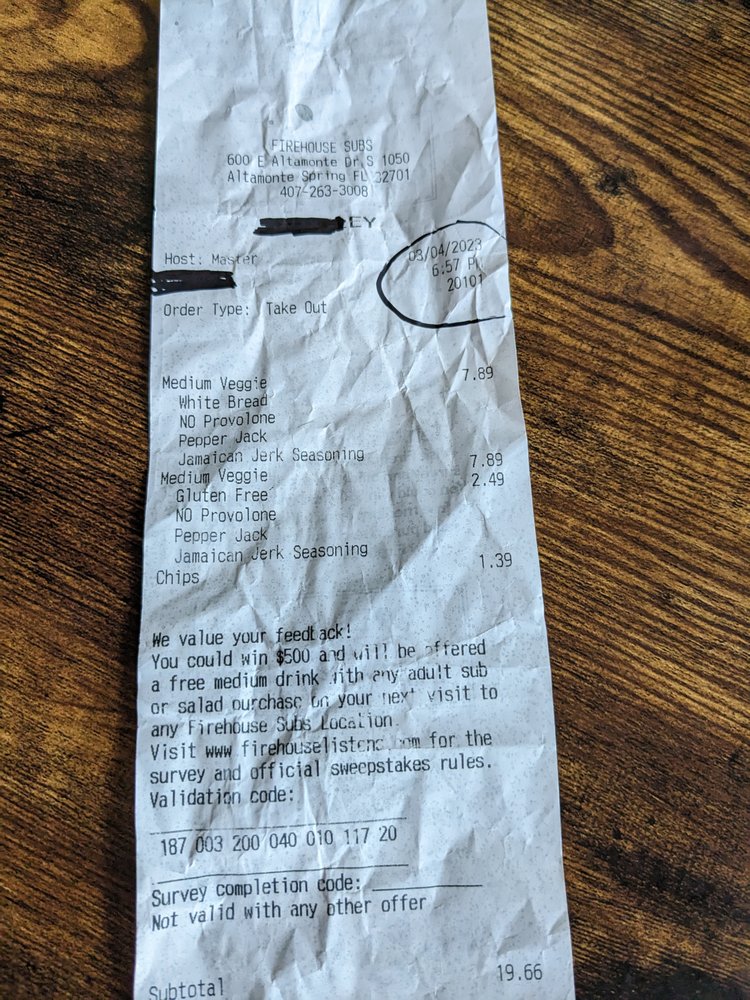 FIREHOUSE SUBS
600 E Altamonte Dr,S 1050
Altamonte Spring FL 32701
407-263-3008
EY
Host: Master
03/04/2023
6:57 P
20101
Order Type: Take Out
Medium Veggie 7.89
White Bread
NO Provolone
Pepper Jack
Jamaican Jerk Seasoning
Medium Veggie 7.89
Gluten Free 2.49
NO Provolone
Pepper Jack
Jamaican Jerk Seasoning
Chips 1.39
We value your feedback!
You could win $500 and will be offered
a free medium drink with any adult sub
or salad purchase on your next visit to
any Firehouse Subs Location.
Visit www for the
survey and official sweepstakes rules.
Validation code:
187 003 200 040 010 117 20
Survey completion code:
Not valid with any other offer
Subtotal 19.66